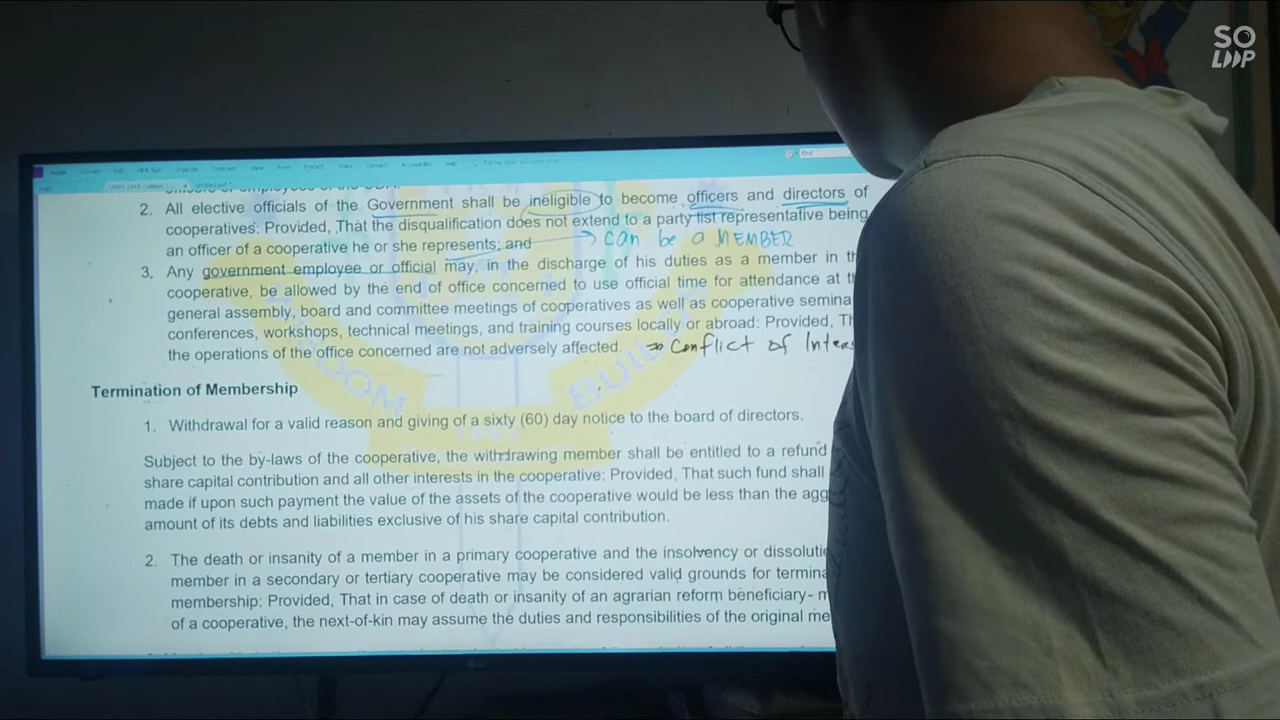 SO
LOOP
2. All elective officials of the Government shall be ineligible to become officers and directors of
cooperatives: Provided, That the disqualification does not extend to a party list representative being
an officer of a cooperative he or she represents; and → can be a MEMBER
3. Any government employee or official may, in the discharge of his duties as a member in
cooperative, be allowed by the end of office concerned to use official time for attendance at
general assembly, board and committee meetings of cooperatives as well as cooperative
conferences, workshops, technical meetings, and training courses locally or abroad: Provided,
the operations of the office concerned are not adversely affected. ⇒ Conflict of
Termination of Membership
1. Withdrawal for a valid reason and giving of a sixty (60) day notice to the board of directors.
Subject to the by-laws of the cooperative, the withdrawing member shall be entitled to a refund
share capital contribution and all other interests in the cooperative: Provided, That such fund shall
made if upon such payment the value of the assets of the cooperative would be less than the
amount of its debts and liabilities exclusive of his share capital contribution.
2. The death or insanity of a member in a primary cooperative and the insolvency or
member in a secondary or tertiary cooperative may be considered valid grounds for
membership: Provided, That in case of death or insanity of an agrarian reform beneficiary-
of a cooperative, the next-of-kin may assume the duties and responsibilities of the original